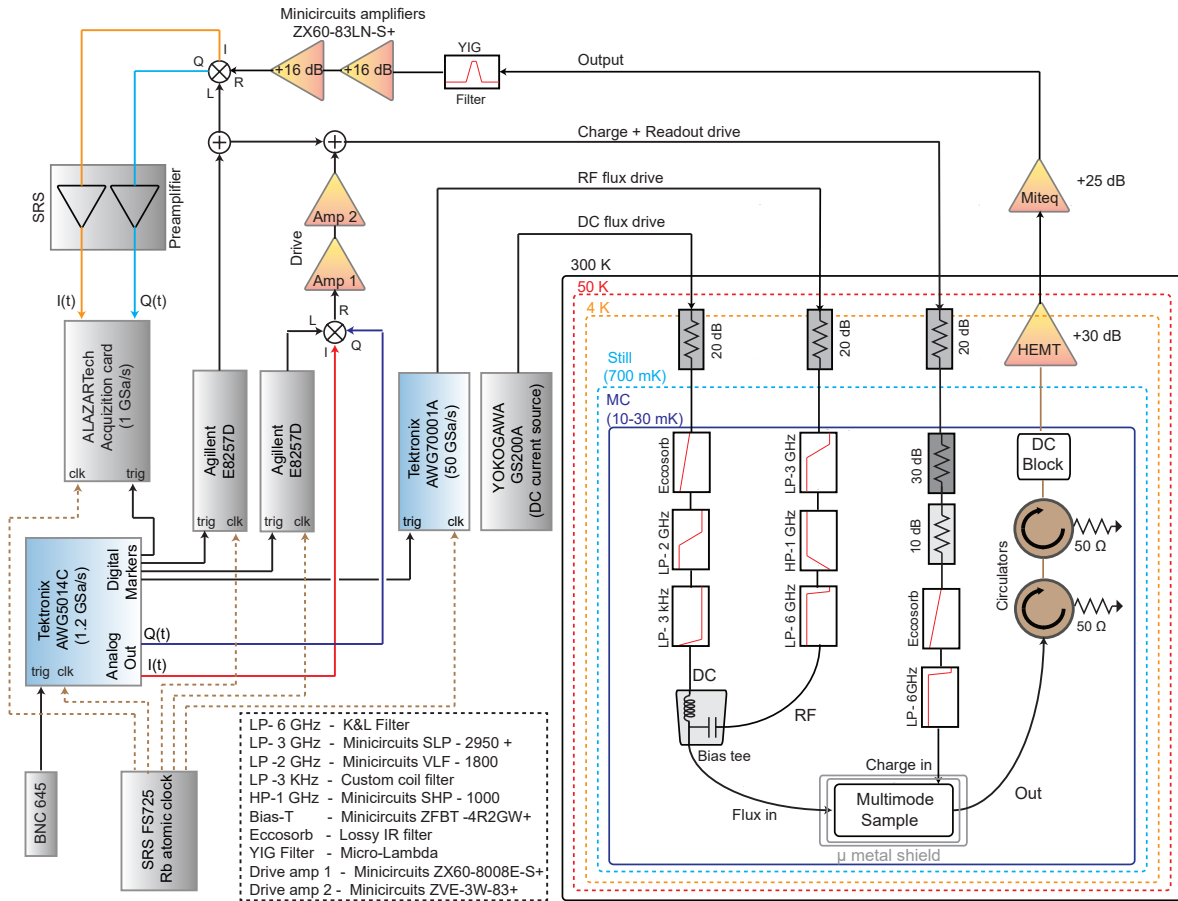 Minicircuits amplifiers
ZX60-83LN-S+
I
Q
R
L
+16 dB
+16 dB
YIG
Filter
Output
Charge + Readout drive
RF flux drive
DC flux drive
SRS
Preamplifier
Amp 2
Drive
Amp 1
R
L
I
Q
Miteq
+25 dB
I(t)
Q(t)
300 K
50 K
4 K
Still
(700 mK)
MC
(10-30 mK)
20 dB
20 dB
20 dB
HEMT
+30 dB
ALAZARTech
Acquizition card
(1 GSa/s)
clk
trig
Agillent
E8257D
trig
clk
Agillent
E8257D
trig
clk
Tektronix
AWG70001A
(50 GSa/s)
trig
clk
YOKOGAWA
GS200A
(DC current source)
Eccosorb
LP- 2 GHz
LP- 3 kHz
LP-3 GHz
HP-1 GHz
LP- 6 GHz
30 dB
10 dB
Eccosorb
LP- 6GHz
DC
Block
Circulators
50 Ω
50 Ω
Tektronix
AWG5014C
(1.2 GSa/s)
trig
clk
Digital
Markers
Analog
Out
Q(t)
I(t)
DC
RF
Bias tee
Charge in
Flux in
Out
Multimode
Sample
μ metal shield
BNC 645
SRS FS725
Rb atomic clock
LP- 6 GHz - K&L Filter
LP- 3 GHz - Minicircuits SLP - 2950 +
LP -2 GHz - Minicircuits VLF - 1800
LP -3 KHz - Custom coil filter
HP-1 GHz - Minicircuits SHP - 1000
Bias-T - Minicircuits ZFBT -4R2GW+
Eccosorb - Lossy IR filter
YIG Filter - Micro-Lambda
Drive amp 1 - Minicircuits ZX60-8008E-S+
Drive amp 2 - Minicircuits ZVE-3W-83+